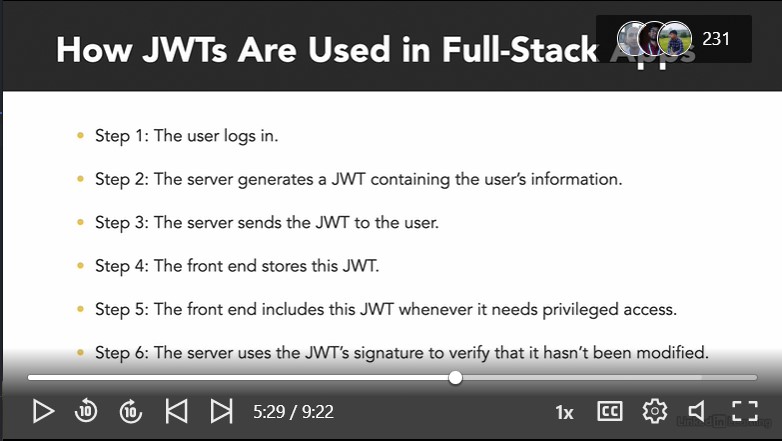 How JWTs Are Used in Full-Stack Apps
231
Step 1: The user logs in.
Step 2: The server generates a JWT containing the user's information.
Step 3: The server sends the JWT to the user.
Step 4: The front end stores this JWT.
Step 5: The front end includes this JWT whenever it needs privileged access.
Step 6: The server uses the JWT's signature to verify that it hasn't been modified.
10
10
5:29 / 9:22
1x
CC
LinkedIn Learning